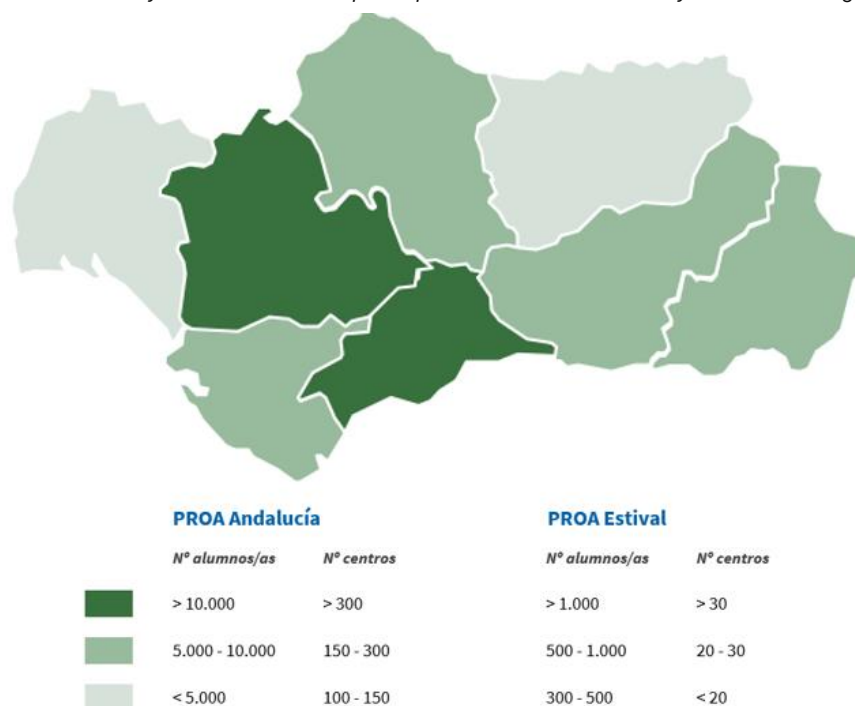 PROA Andalucía PROA Estival
Nº alumnos/as Nº centros Nº alumnos/as Nº centros
> 10.000 > 300 > 1.000 > 30
5.000 - 10.000 150 - 300 500 - 1.000 20 - 30
< 5.000 100 - 150 300 - 500 < 20